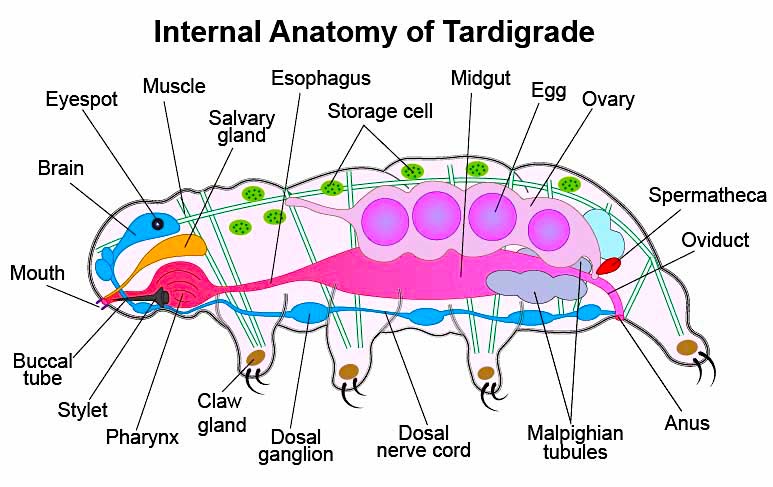 Internal Anatomy of Tardigrade
Esophagus
Midgut
Muscle
Egg
Eyespot
Ovary
Salvary
gland
Storage cell
Brain
Spermatheca
Oviduct
Mouth
Buccal
tube
Stylet
Claw
gland
Pharynx
Dosal
ganglion
Dosal
nerve cord
Malpighian
tubules
Anus